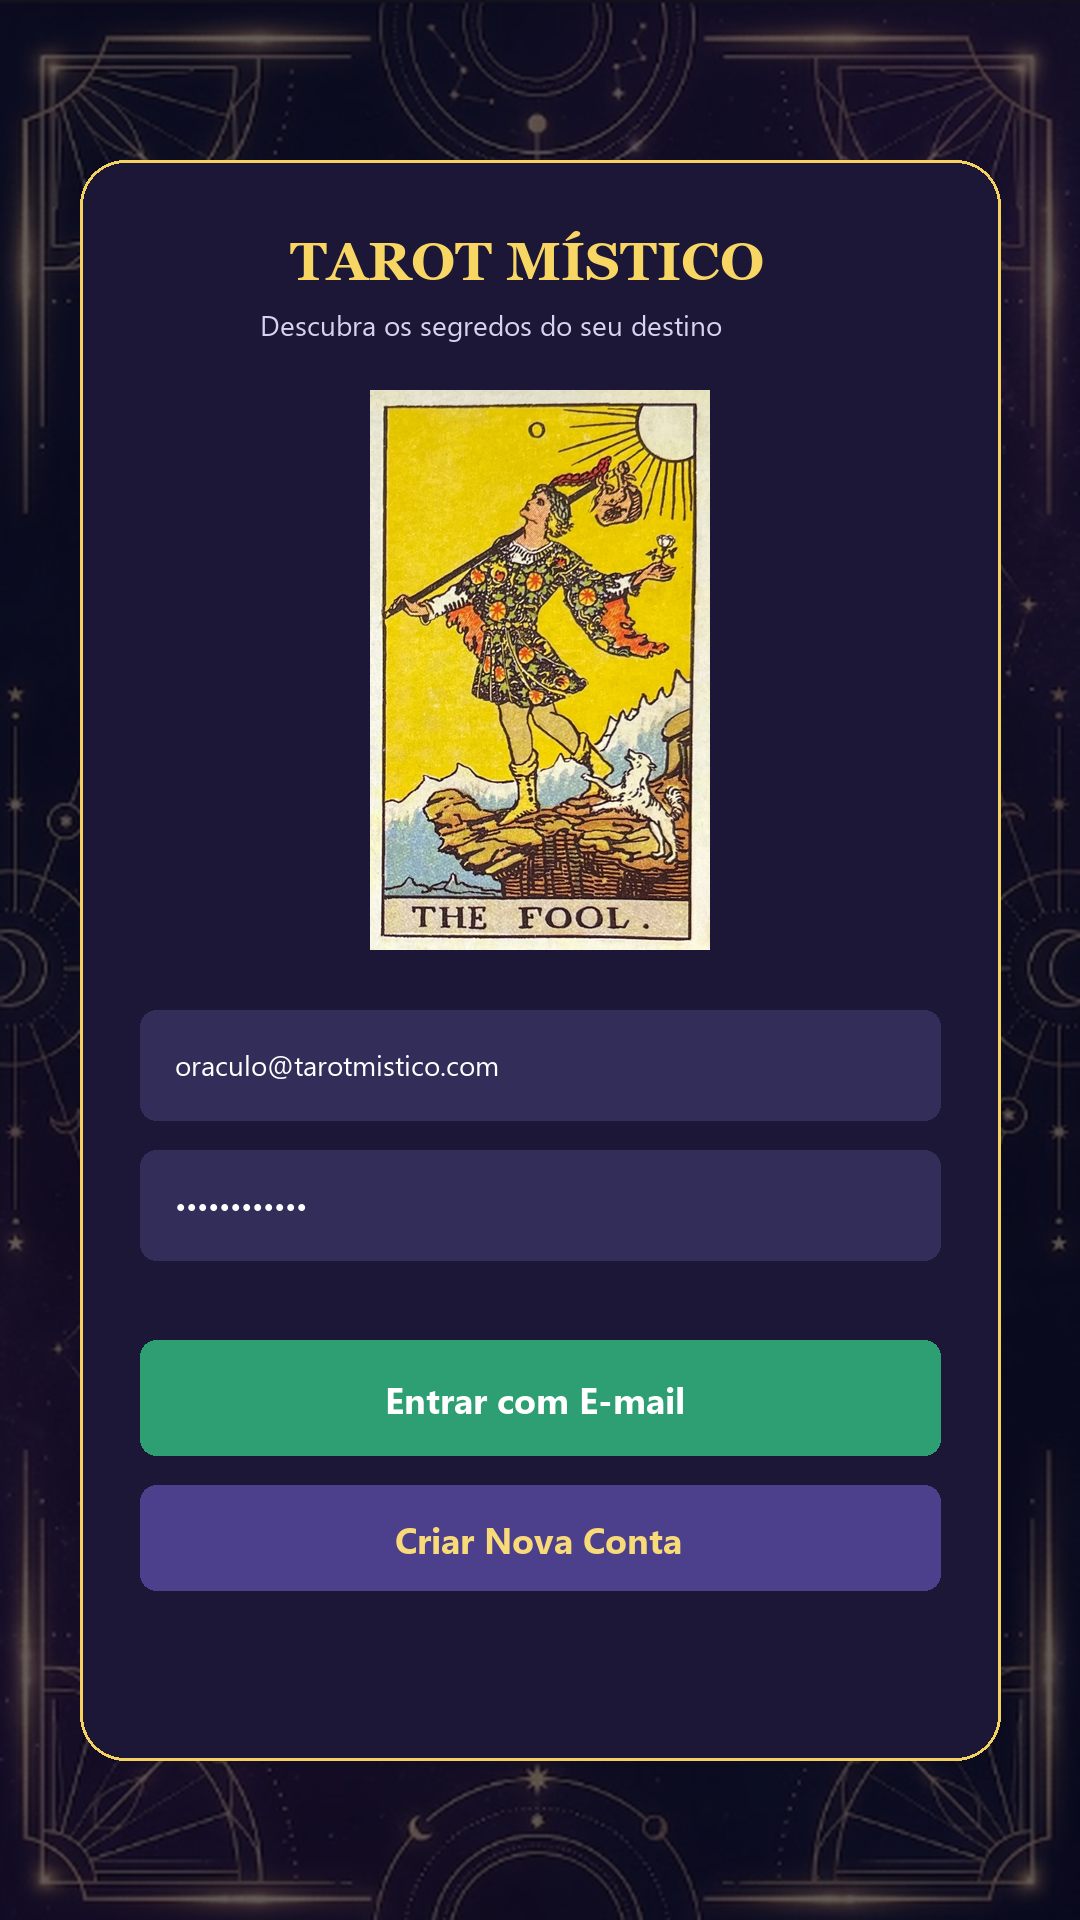 TAROT MÍSTICO
Descubra os segredos do seu destino
0
THE FOOL.
oraculo@tarotmistico.com
••••••••••••
Entrar com E-mail
Criar Nova Conta